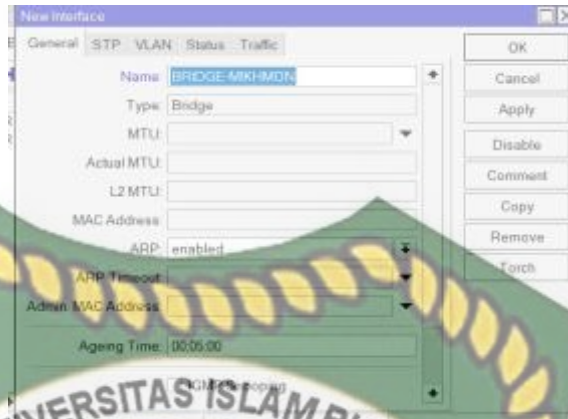 New Interface
General STP VLAN Status Traffic
Name: BRIDGE-MIKHMON
Type: Bridge
MTU:
Actual MTU:
L2 MTU:
MAC Address:
ARP: enabled
ARP Timeout:
Admin. MAC Address:
Ageing Time: 00:05:00
IGMP Snooping
OK
Cancel
Apply
Disable
Comment
Copy
Remove
Torch
ERSITAS ISLAM